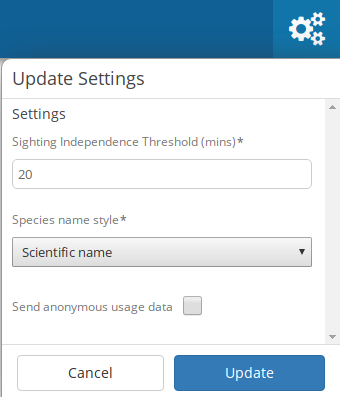 Update Settings
Settings
Sighting Independence Threshold (mins)*
20
Species name style*
Scientific name
Send anonymous usage data
Cancel Update